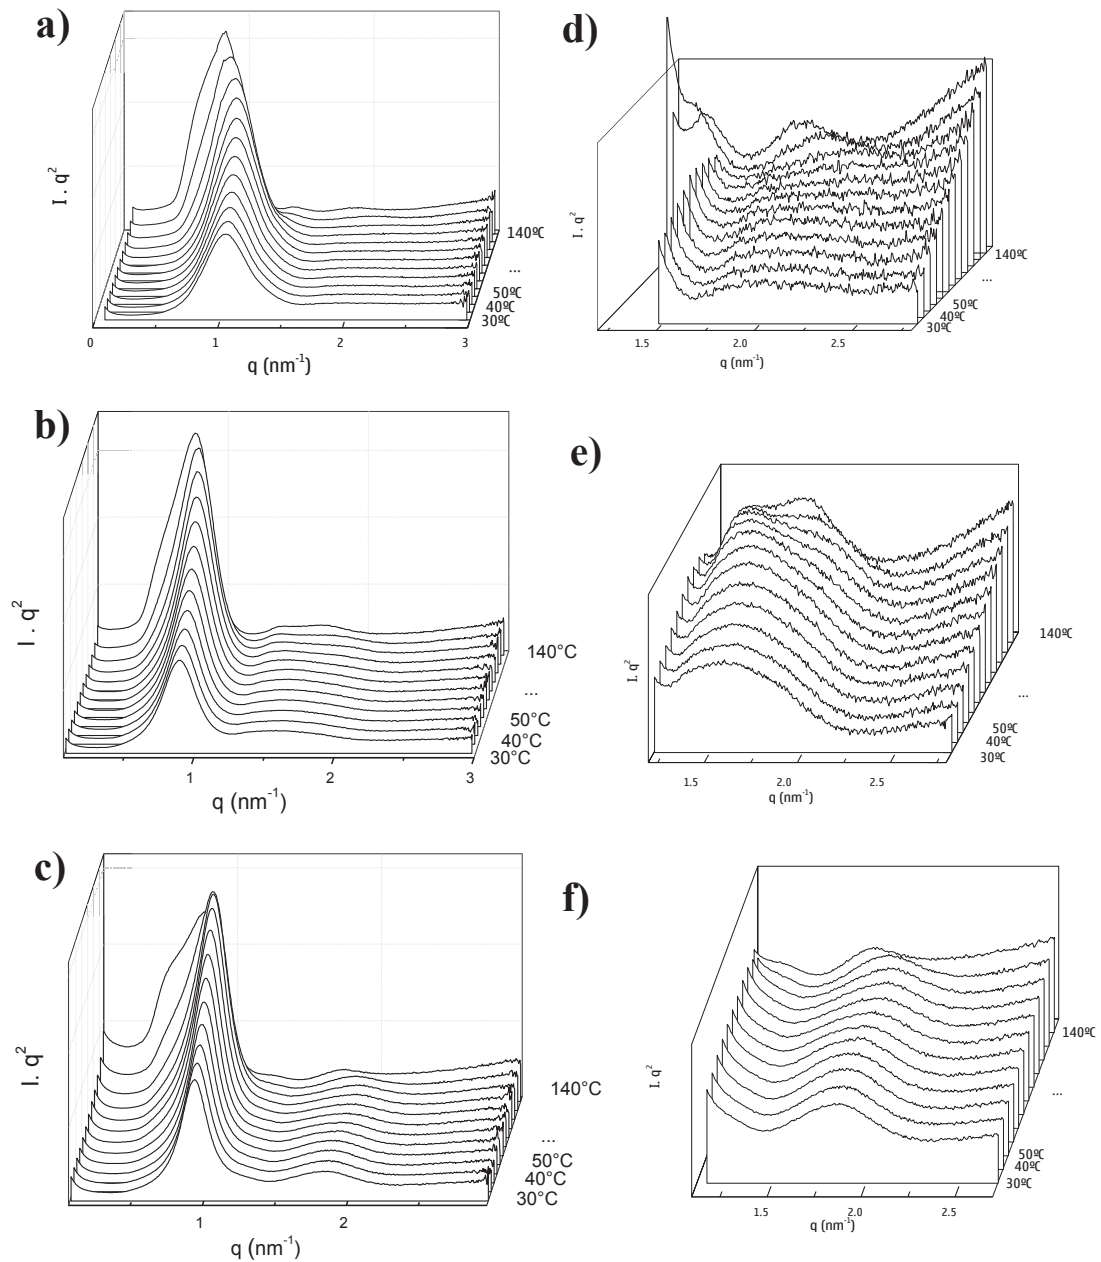 a)
I . q²
140ºC
...
50ºC
40ºC
30ºC
0
1
2
3
q (nm⁻¹)
d)
I. q²
140ºC
...
50ºC
40ºC
30ºC
1.5
2.0
2.5
q (nm⁻¹)
b)
I . q²
140°C
...
50°C
40°C
30°C
1
2
3
q (nm⁻¹)
e)
I. q²
140ºC
...
50ºC
40ºC
30ºC
1.5
2.0
2.5
q (nm⁻¹)
c)
I. q²
140°C
...
50°C
40°C
30°C
1
2
q (nm⁻¹)
f)
I. q²
140ºC
...
50ºC
40ºC
30ºC
1.5
2.0
2.5
q (nm⁻¹)